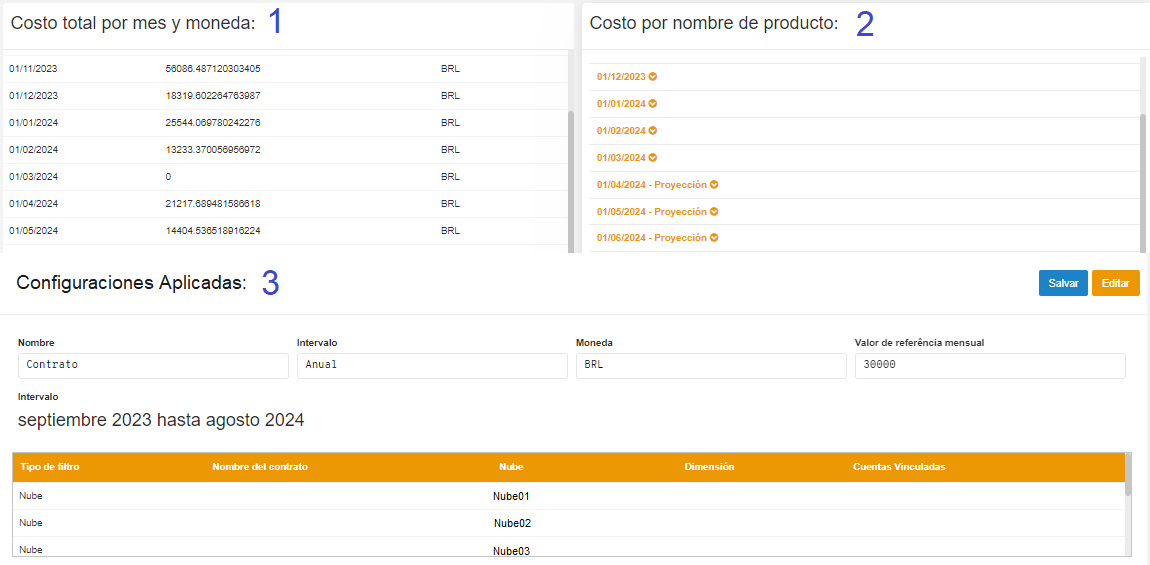 Costo total por mes y moneda: 1
01/11/2023 56086.487120303405 BRL
01/12/2023 18319.602264763987 BRL
01/01/2024 25544.069780242276 BRL
01/02/2024 13233.370056956972 BRL
01/03/2024 0 BRL
01/04/2024 21217.689481586618 BRL
01/05/2024 14404.536518916224 BRL
Costo por nombre de producto: 2
01/12/2023
01/01/2024
01/02/2024
01/03/2024
01/04/2024 - Proyección
01/05/2024 - Proyección
01/06/2024 - Proyección
Configuraciones Aplicadas: 3
Salvar Editar
Nombre Intervalo Moneda Valor de referência mensual
Contrato Anual BRL 30000
Intervalo
septiembre 2023 hasta agosto 2024
Tipo de filtro Nombre del contrato Nube Dimensión Cuentas Vinculadas
Nube Nube01
Nube Nube02
Nube Nube03